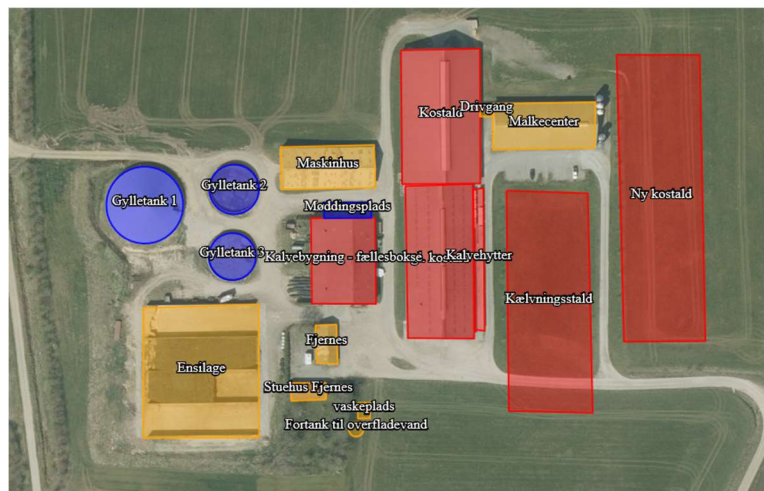 Drivgang
Kostald
Malkecenter
Maskinhus
Gylletank 2
Gylletank 1
Ny kostald
Møddingsplads
Gylletank 3
Kalvebygning - fællesbokse
Kalvehytter
Kælvningsstald
Fjernes
Ensilage
Stuehus Fjernes
vaskeplads
Fortank til overfladevand